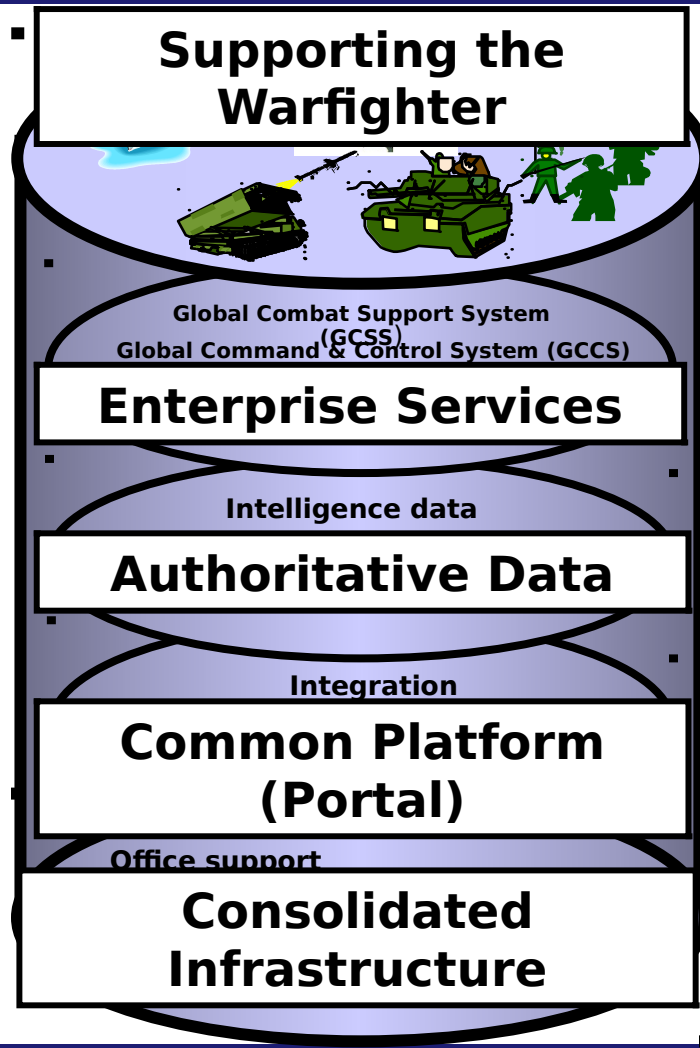 Supporting the
Warfighter
Global Combat Support System
(GCSS)
Global Command & Control System (GCCS)
Enterprise Services
Intelligence data
Authoritative Data
Integration
Common Platform
(Portal)
Office support
Consolidated
Infrastructure